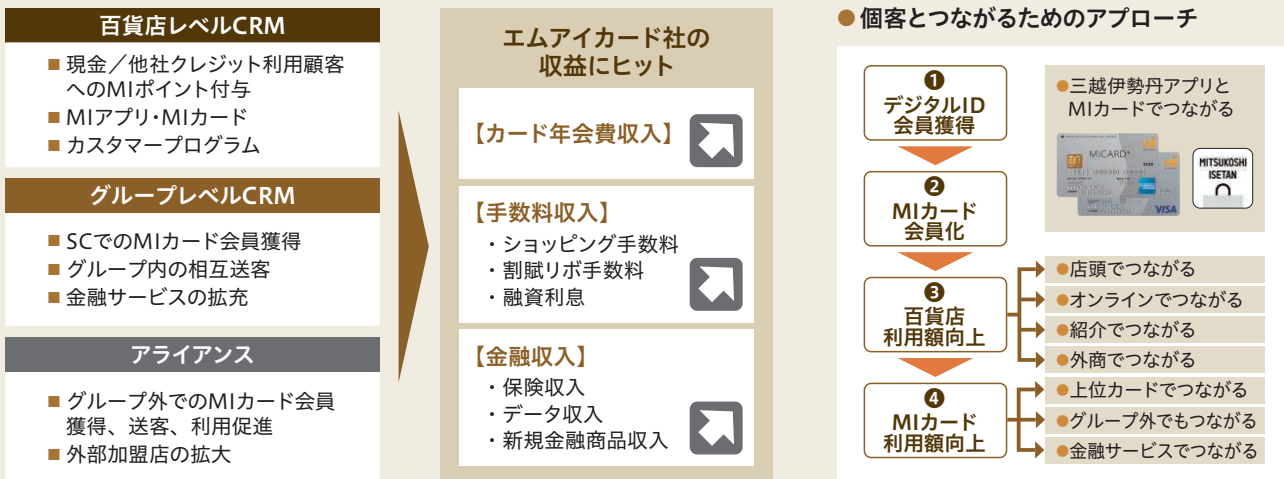 百貨店レベルCRM
■ 現金／他社クレジット利用顧客
へのMIポイント付与
■ MIアプリ・MIカード
■ カスタマープログラム
グループレベルCRM
■ SCでのMIカード会員獲得
■ グループ内の相互送客
■ 金融サービスの拡充
アライアンス
■ グループ外でのMIカード会員
獲得、送客、利用促進
■ 外部加盟店の拡大
エムアイカード社の
収益にヒット
【カード年会費収入】
【手数料収入】
・ショッピング手数料
・割賦リボ手数料
・融資利息
【金融収入】
・保険収入
・データ収入
・新規金融商品収入
● 個客とつながるためのアプローチ
❶
デジタルID
会員獲得
❷
MIカード
会員化
❸
百貨店
利用額向上
❹
MIカード
利用額向上
●三越伊勢丹アプリと
MIカードでつながる
MICARD+
VISA
MITSUKOSHI
ISETAN
●店頭でつながる
●オンラインでつながる
●紹介でつながる
●外商でつながる
●上位カードでつながる
●グループ外でもつながる
●金融サービスでつながる